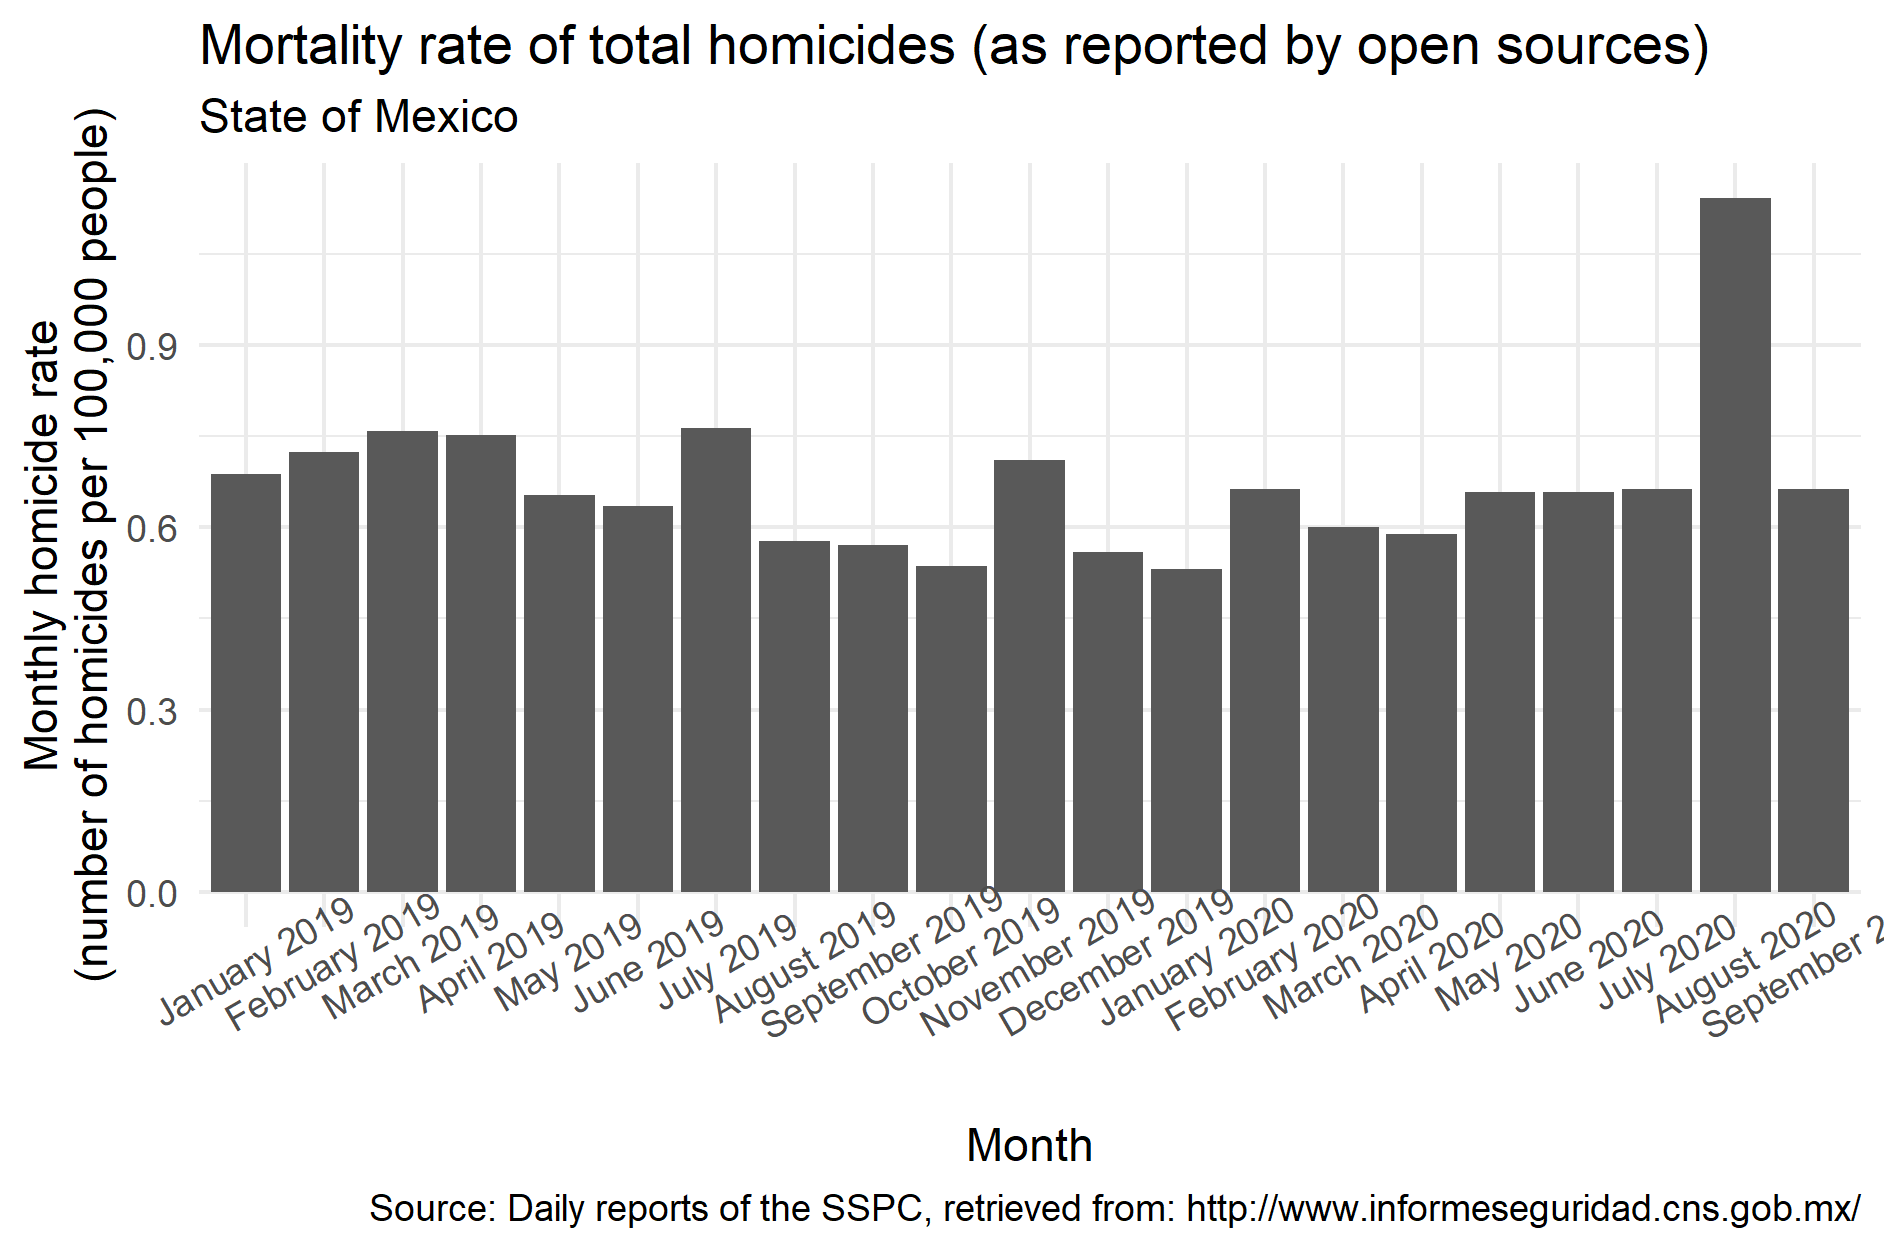 Mortality rate of total homicides (as reported by open sources)
State of Mexico
Monthly homicide rate
(number of homicides per 100,000 people)
0.9
0.6
0.3
0.0
January 2019
February 2019
March 2019
April 2019
May 2019
June 2019
July 2019
August 2019
September 2019
October 2019
November 2019
December 2019
January 2020
February 2020
March 2020
April 2020
May 2020
June 2020
July 2020
August 2020
September 2
Month
Source: Daily reports of the SSPC, retrieved from: http://www.informeseguridad.cns.gob.mx/